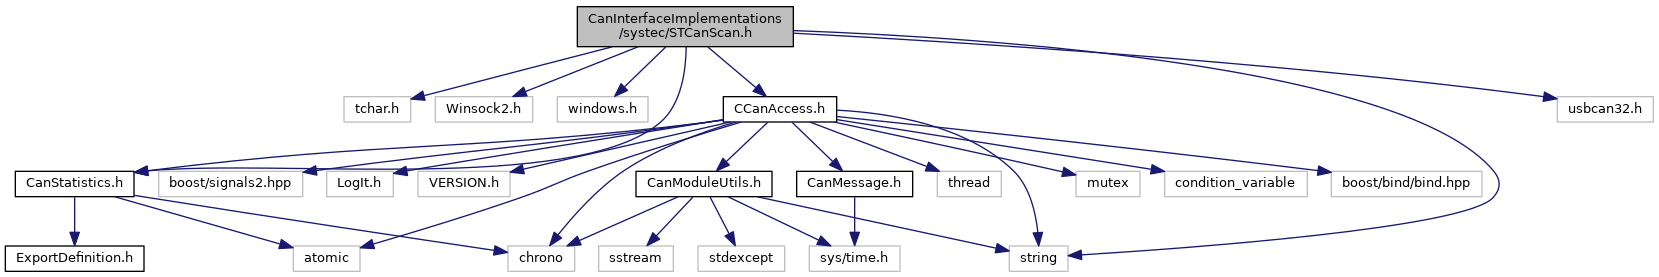 CanInterfaceImplementations
/systec/STCanScan.h
tchar.h
Winsock2.h
windows.h
CCanAccess.h
usbcan32.h
CanStatistics.h
boost/signals2.hpp
LogIt.h
VERSION.h
CanModuleUtils.h
CanMessage.h
thread
mutex
condition_variable
boost/bind/bind.hpp
ExportDefinition.h
atomic
chrono
sstream
stdexcept
sys/time.h
string